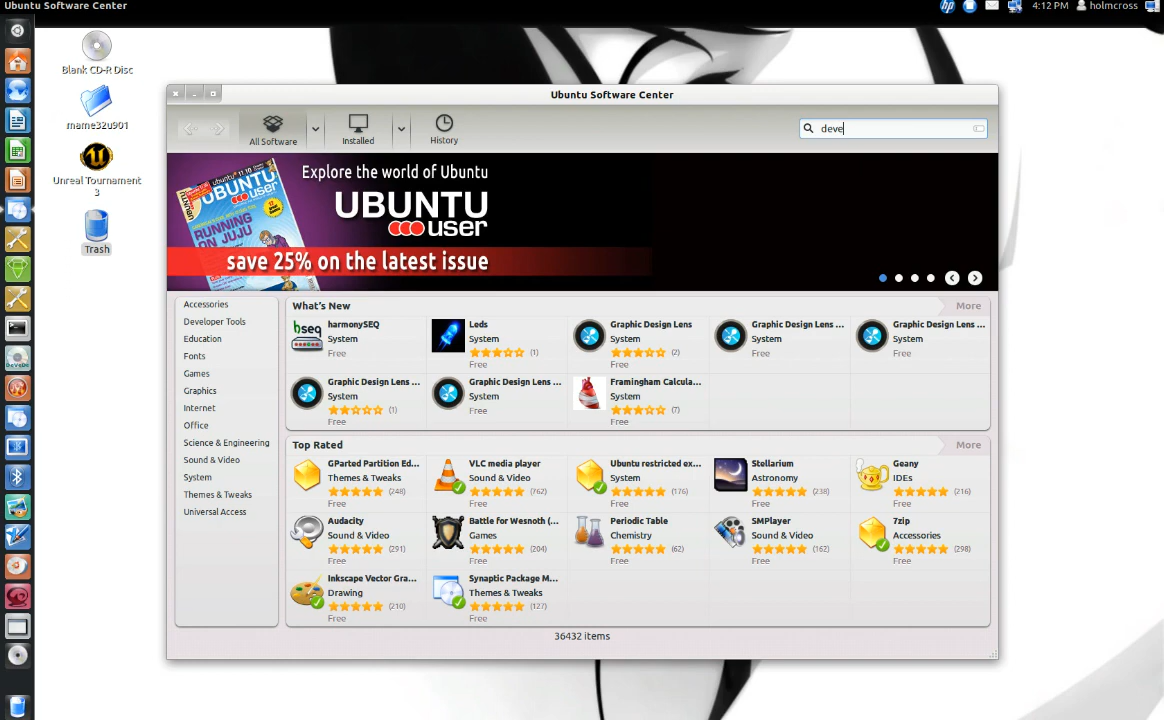 Ubuntu Software Center
4:12 PM holmcross
Blank CD-R Disc
mame32u901
Unreal Tournament
3
Trash
DeVeDe
Ubuntu Software Center
All Software
Installed
History
deve
UBUNTU
user
RUNNING
ON JUJU
Explore the world of Ubuntu
UBUNTU
user
save 25% on the latest issue
Accessories
Developer Tools
Education
Fonts
Games
Graphics
Internet
Office
Science & Engineering
Sound & Video
System
Themes & Tweaks
Universal Access
What's New
More
hseq
harmonySEQ
System
Free
Leds
System
(1)
Free
Graphic Design Lens
System
(2)
Free
Graphic Design Lens ...
System
Free
Graphic Design Lens ...
System
Free
Graphic Design Lens ...
System
(1)
Free
Graphic Design Lens ...
System
Free
Framingham Calcula...
System
(7)
Free
Top Rated
More
GParted Partition Ed...
Themes & Tweaks
(248)
Free
VLC media player
Sound & Video
(762)
Free
Ubuntu restricted ex...
System
(176)
Free
Stellarium
Astronomy
(238)
Free
Geany
IDEs
(216)
Free
Audacity
Sound & Video
(291)
Free
Battle for Wesnoth (...
Games
(204)
Free
Periodic Table
Chemistry
(62)
Free
SMPlayer
Sound & Video
(162)
Free
7zip
Accessories
(298)
Free
Inkscape Vector Gra...
Drawing
(210)
Free
Synaptic Package M...
Themes & Tweaks
(127)
Free
36432 items